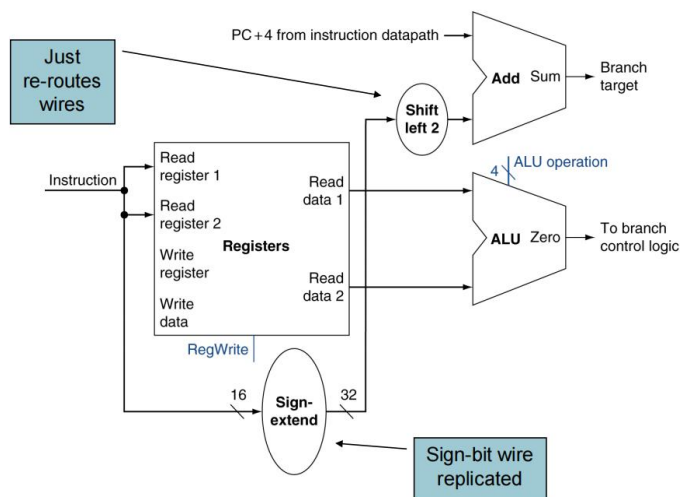 Just
re-routes
wires
PC+4 from instruction datapath
Add Sum
Branch
target
Shift
left 2
Instruction
Read
register 1
Read
register 2
Write
register
Write
data
Registers
Read
data 1
Read
data 2
RegWrite
4
ALU operation
ALU Zero
To branch
control logic
16
Sign-
extend
32
Sign-bit wire
replicated